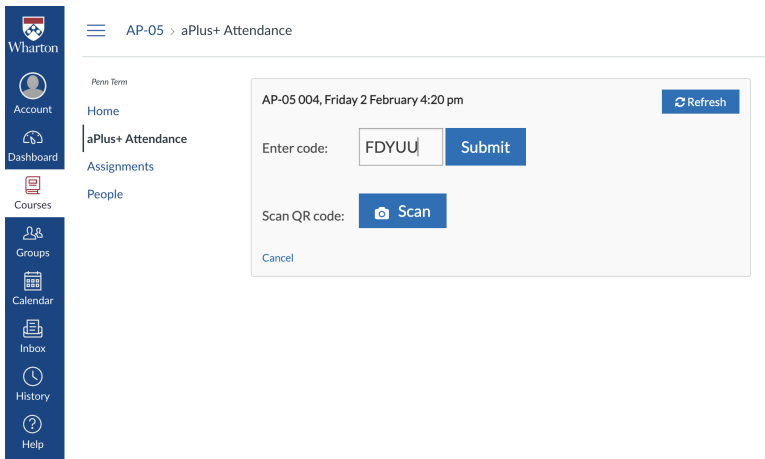 Wharton
Account
Dashboard
Courses
Groups
Calendar
Inbox
History
Help
AP-05 > aPlus+ Attendance
Penn Term
Home
aPlus+ Attendance
Assignments
People
AP-05 004, Friday 2 February 4:20 pm
Refresh
Enter code: FDYUU Submit
Scan QR code: Scan
Cancel